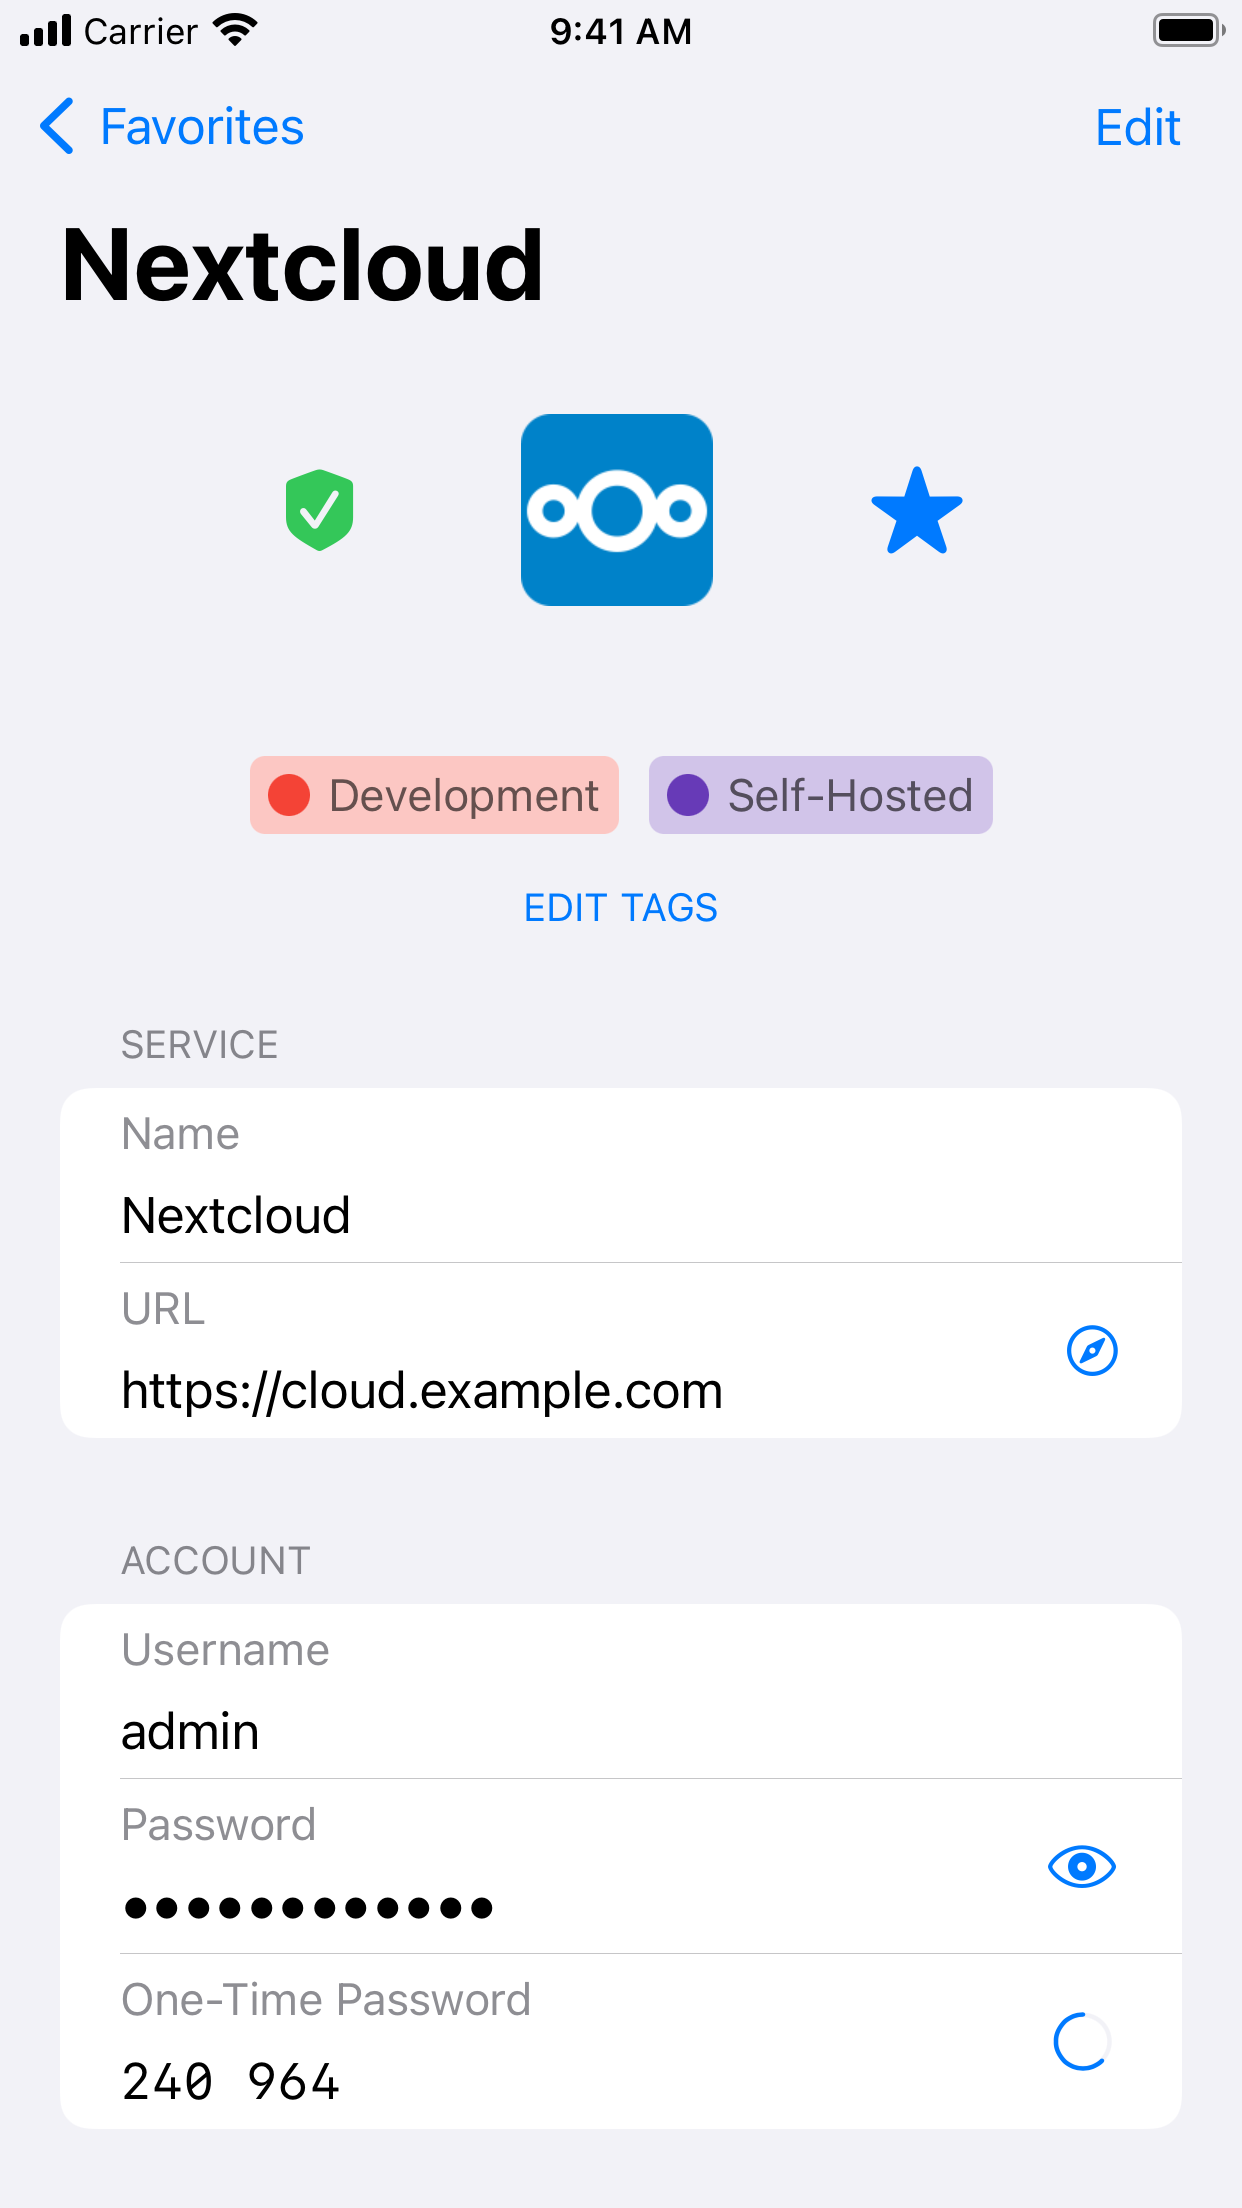 Carrier 9:41 AM
Favorites Edit
Nextcloud
Development Self-Hosted
EDIT TAGS
SERVICE
Name
Nextcloud
URL
https://cloud.example.com
ACCOUNT
Username
admin
Password
••••••••••••
One-Time Password
240 964